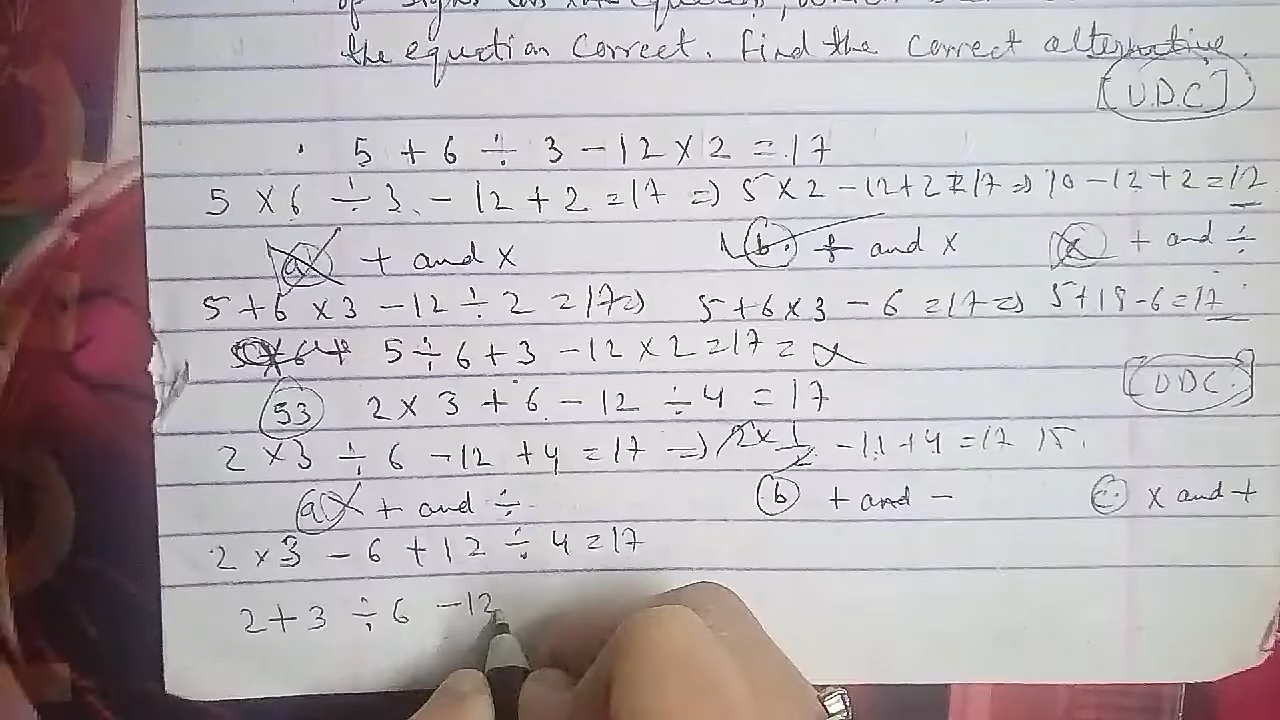 the equation correct. Find the correct alternative.
[U.D.C]
5 + 6 ÷ 3 - 12 × 2 = 17
5 × 6 ÷ 3 - 12 + 2 = 17 => 5 × 2 - 12 + 2 = 17 => 10 - 12 + 2 = 12
a + and × b. ÷ and × + and ÷
5 + 6 × 3 - 12 ÷ 2 = 17 => 5 + 6 × 3 - 6 = 17 => 5 + 18 - 6 = 17
5 ÷ 6 + 3 - 12 × 2 = 17 =
UDC.
53 2 × 3 + 6 - 12 ÷ 4 = 17
2 × 3 ÷ 6 - 12 + 4 = 17 => 2 × 1/2 - 11 + 4 = 17 15.
a + and ÷ b + and - c. × and +
2 × 3 - 6 + 12 ÷ 4 = 17
2 + 3 ÷ 6 - 12